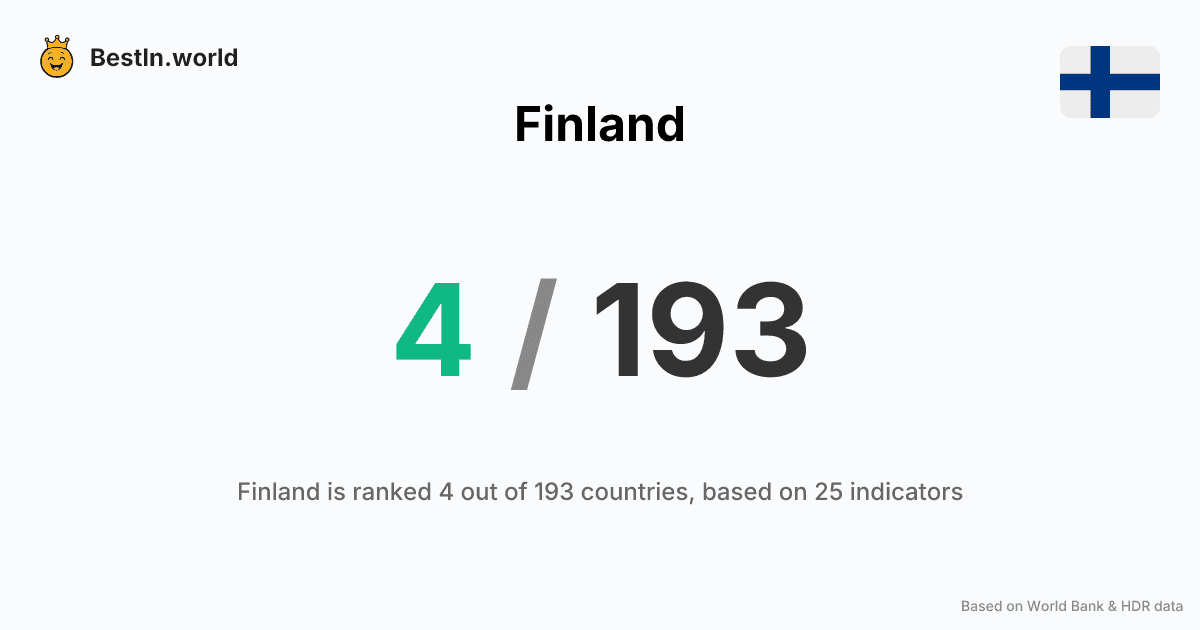 BestIn.world
Finland
4 / 193
Finland is ranked 4 out of 193 countries, based on 25 indicators
Based on World Bank & HDR data